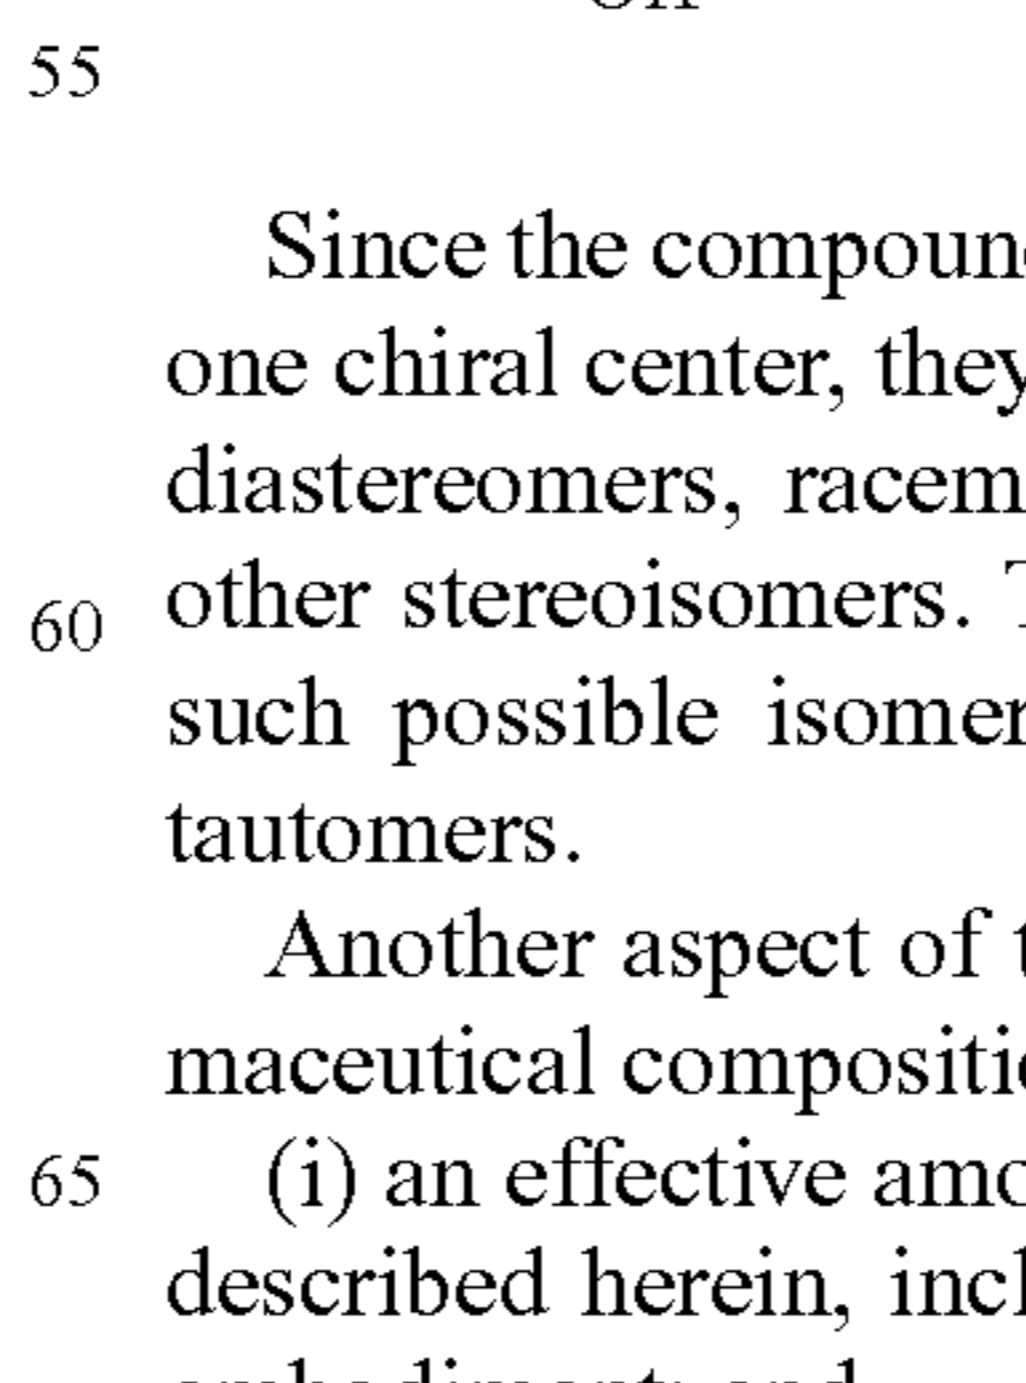 55
Since the compoun
one chiral center, they
diastereomers, racem
60 other stereoisomers.
such possible isomer
tautomers.
Another aspect of
maceutical compositi
65 (i) an effective amo
described herein, incl